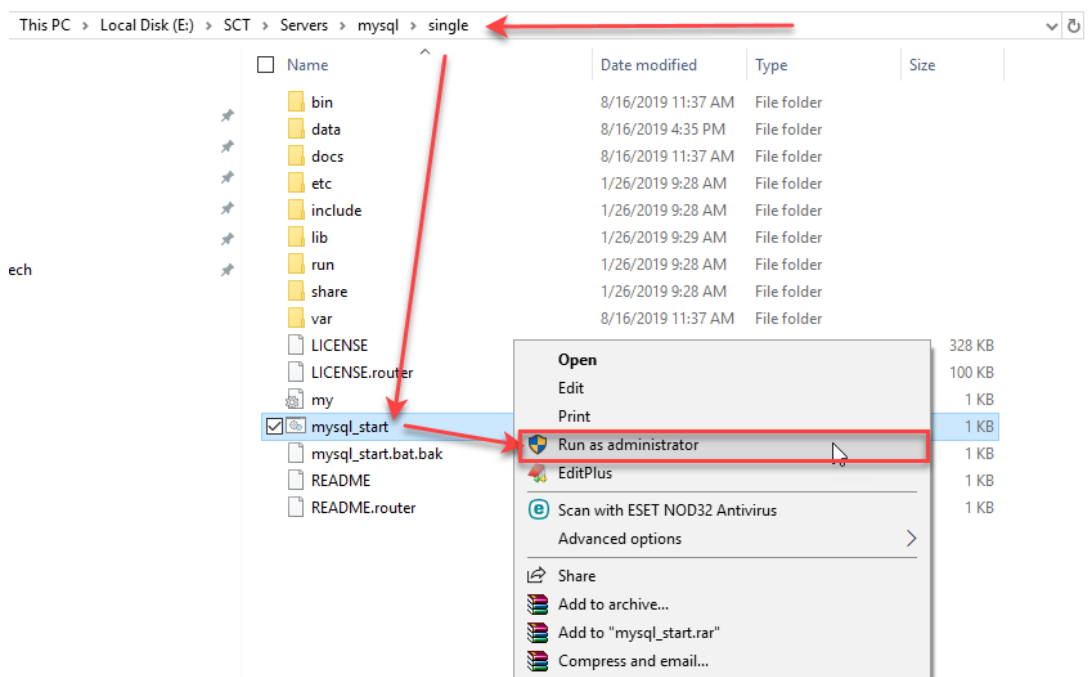 This PC > Local Disk (E:) > SCT > Servers > mysql > single
Name Date modified Type Size
bin 8/16/2019 11:37 AM File folder
data 8/16/2019 4:35 PM File folder
docs 8/16/2019 11:37 AM File folder
etc 1/26/2019 9:28 AM File folder
include 1/26/2019 9:28 AM File folder
lib 1/26/2019 9:29 AM File folder
ech run 1/26/2019 9:28 AM File folder
share 1/26/2019 9:28 AM File folder
var 8/16/2019 11:37 AM File folder
LICENSE 328 KB
LICENSE.router 100 KB
my 1 KB
mysql_start 1 KB
mysql_start.bat.bak 1 KB
README 1 KB
README.router 1 KB
Open
Edit
Print
Run as administrator
EditPlus
Scan with ESET NOD32 Antivirus
Advanced options
Share
Add to archive...
Add to "mysql_start.rar"
Compress and email...